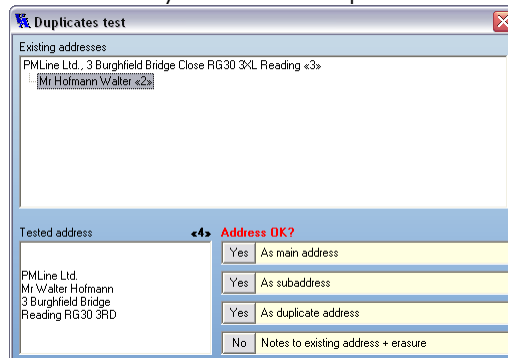 Duplicates test
Existing addresses
PMLine Ltd., 3 Burghfield Bridge Close RG30 3XL Reading «3»
Mr Hofmann Walter «2»
Tested address «4» Address OK?
Yes As main address
PMLine Ltd.
Mr Walter Hofmann
3 Burghfield Bridge
Reading RG30 3RD
Yes As subaddress
Yes As duplicate address
No Notes to existing address + erasure